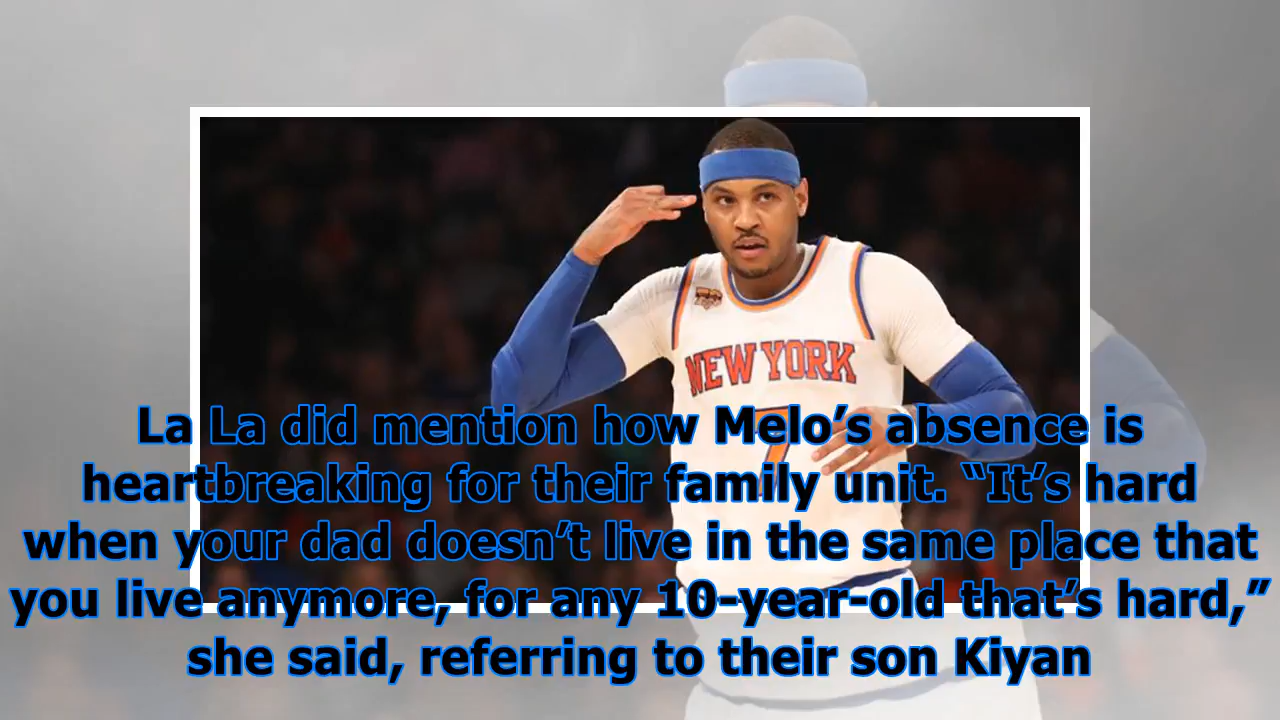 NEW YORK
7
La La did mention how Melo’s absence is
heartbreaking for their family unit. “It’s hard
when your dad doesn’t live in the same place that
you live anymore, for any 10-year-old that’s hard,”
she said, referring to their son Kiyan